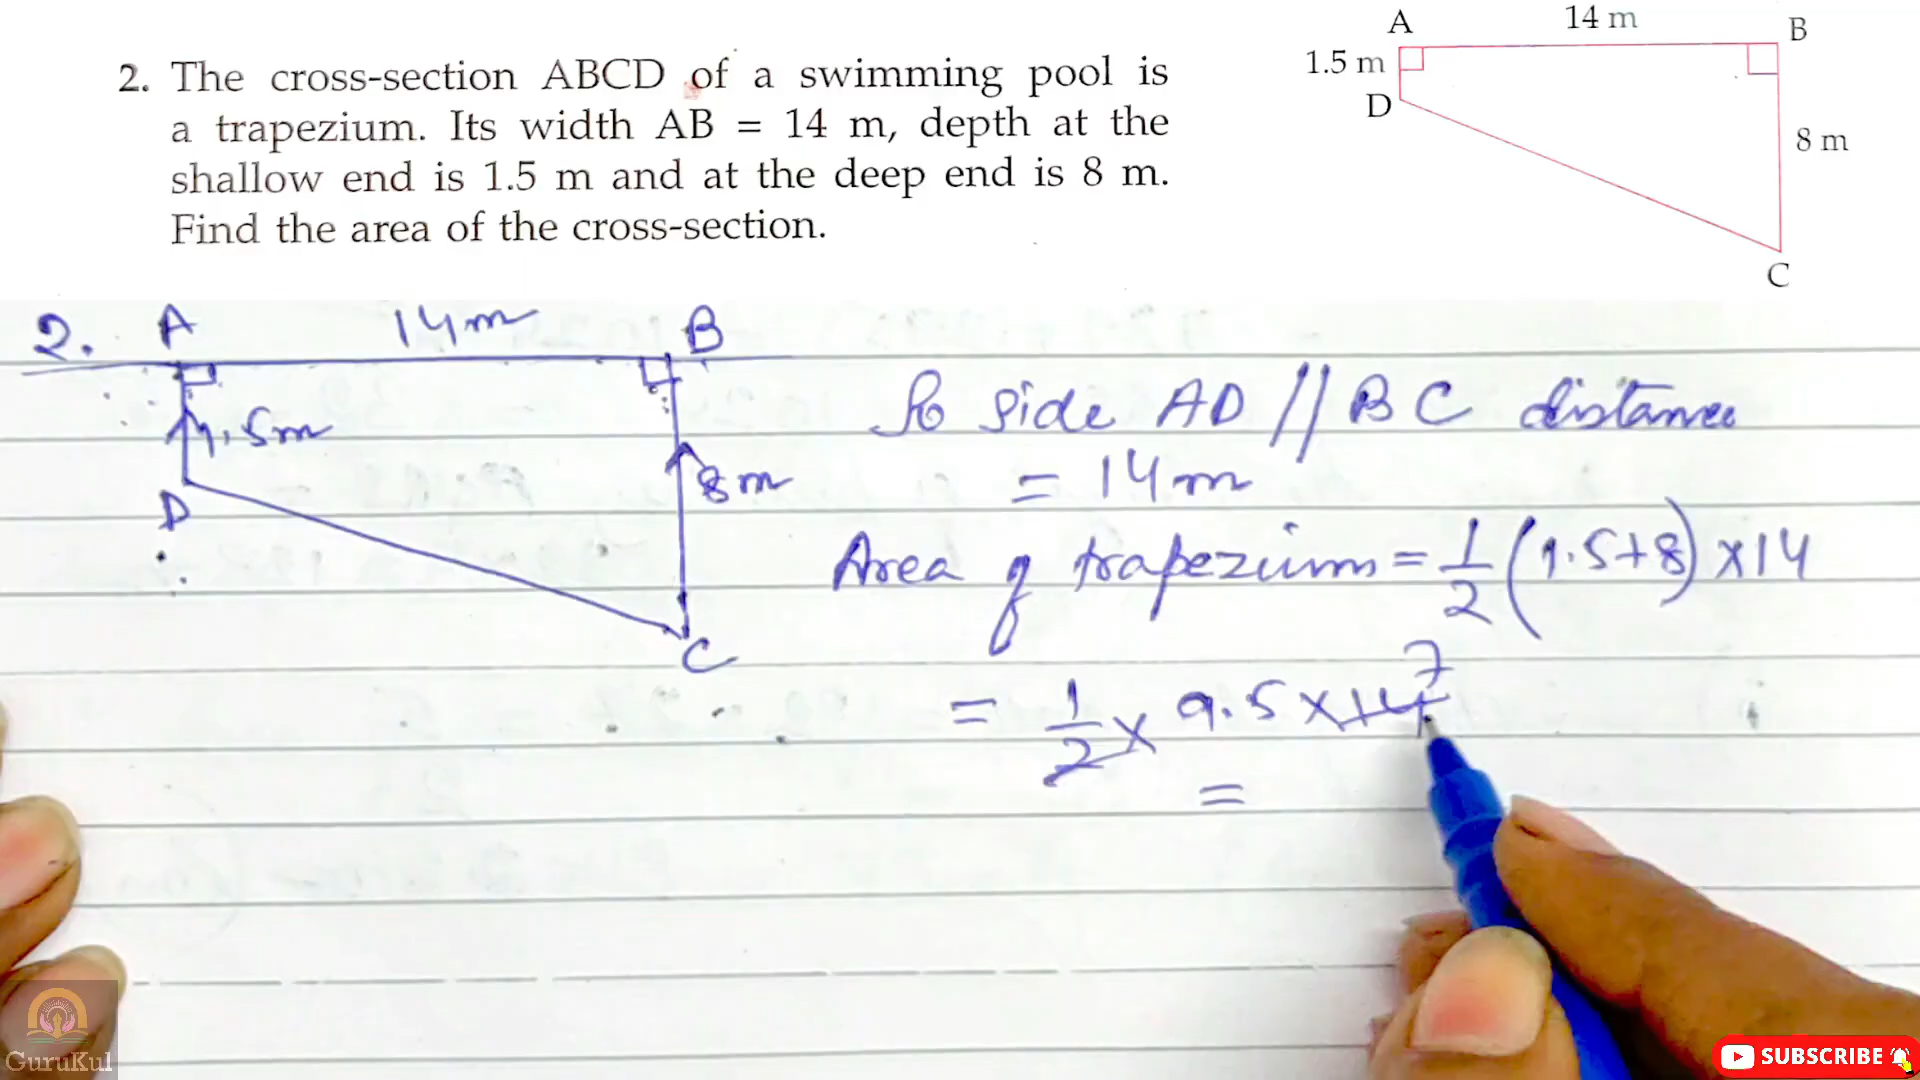 2. The cross-section ABCD of a swimming pool is
a trapezium. Its width AB = 14 m, depth at the
shallow end is 1.5 m and at the deep end is 8 m.
Find the area of the cross-section.
A 14 m B
1.5 m
D
8 m
C
2. A 14m B
1.5m
8m
D
C
So side AD // BC distance
= 14m
Area of trapezium = 1/2 (1.5+8) × 14
= 1/2 × 9.5 × 14 7
=
GuruKul
SUBSCRIBE